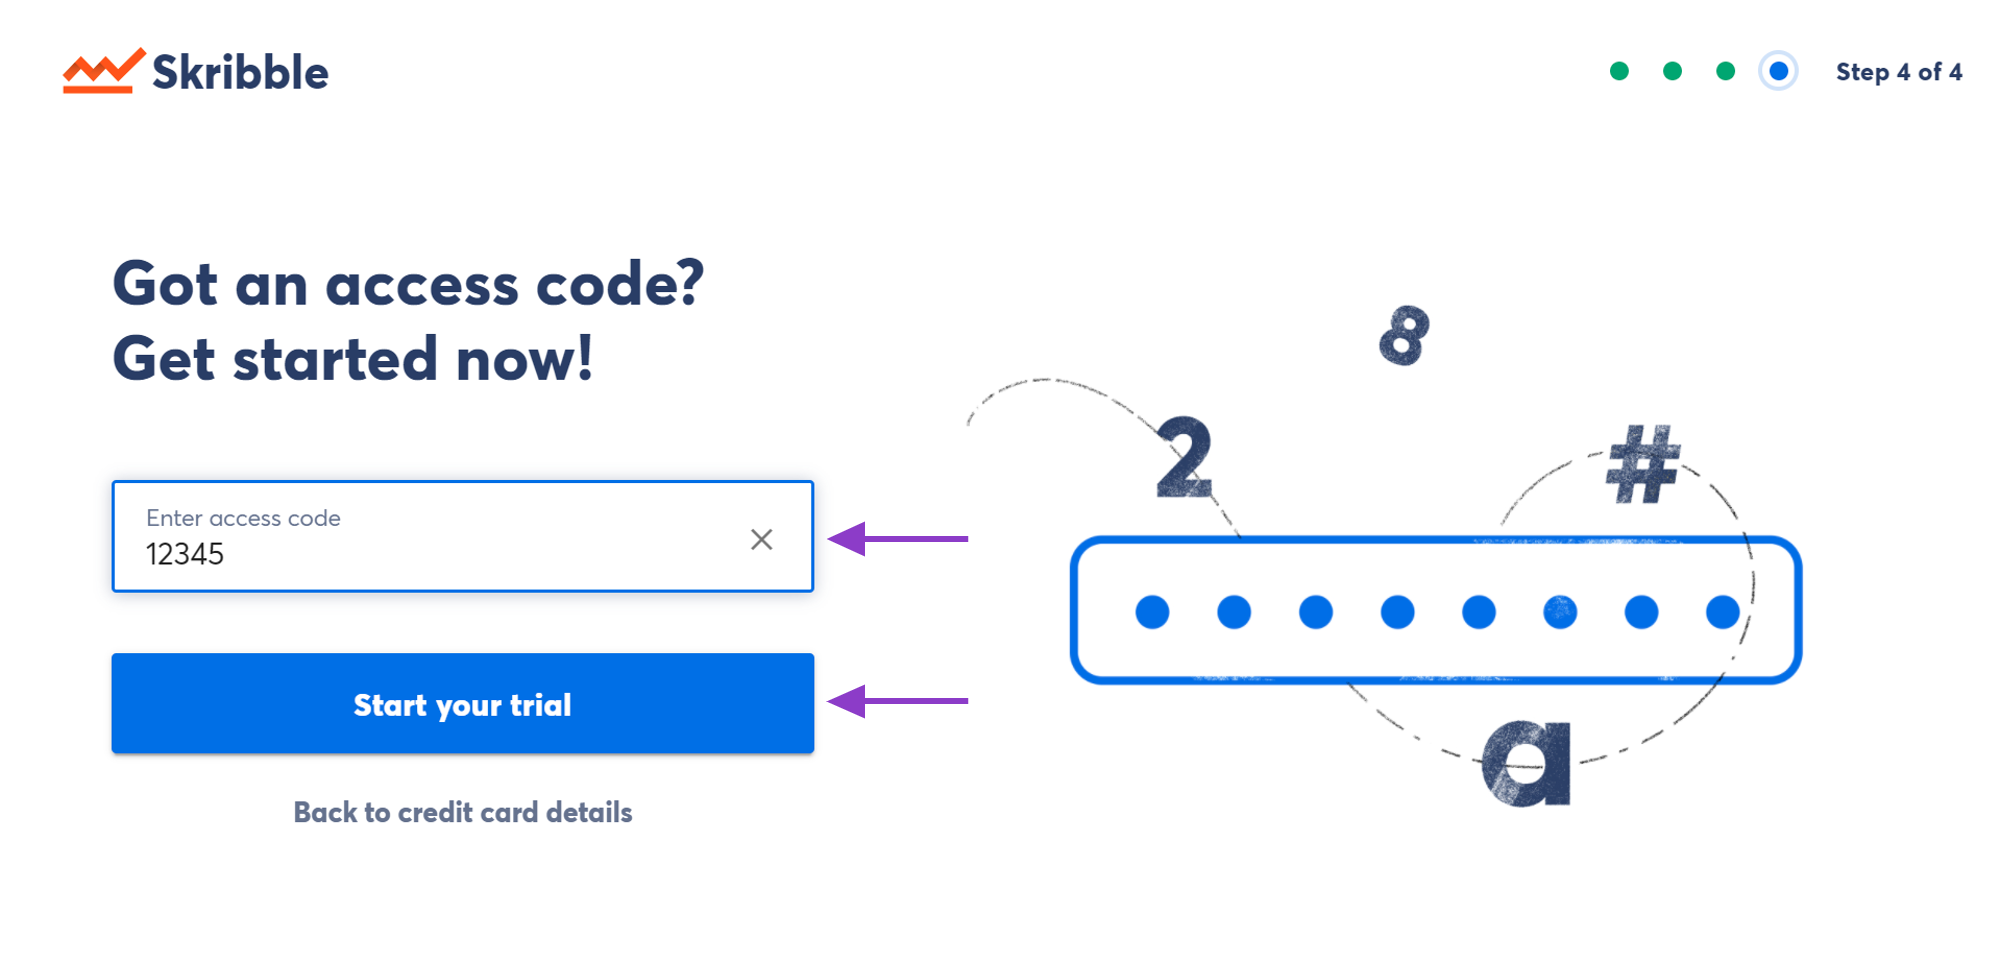 Skribble
Step 4 of 4
Got an access code?
Get started now!
Enter access code
12345
Start your trial
Back to credit card details
8
2
#
a